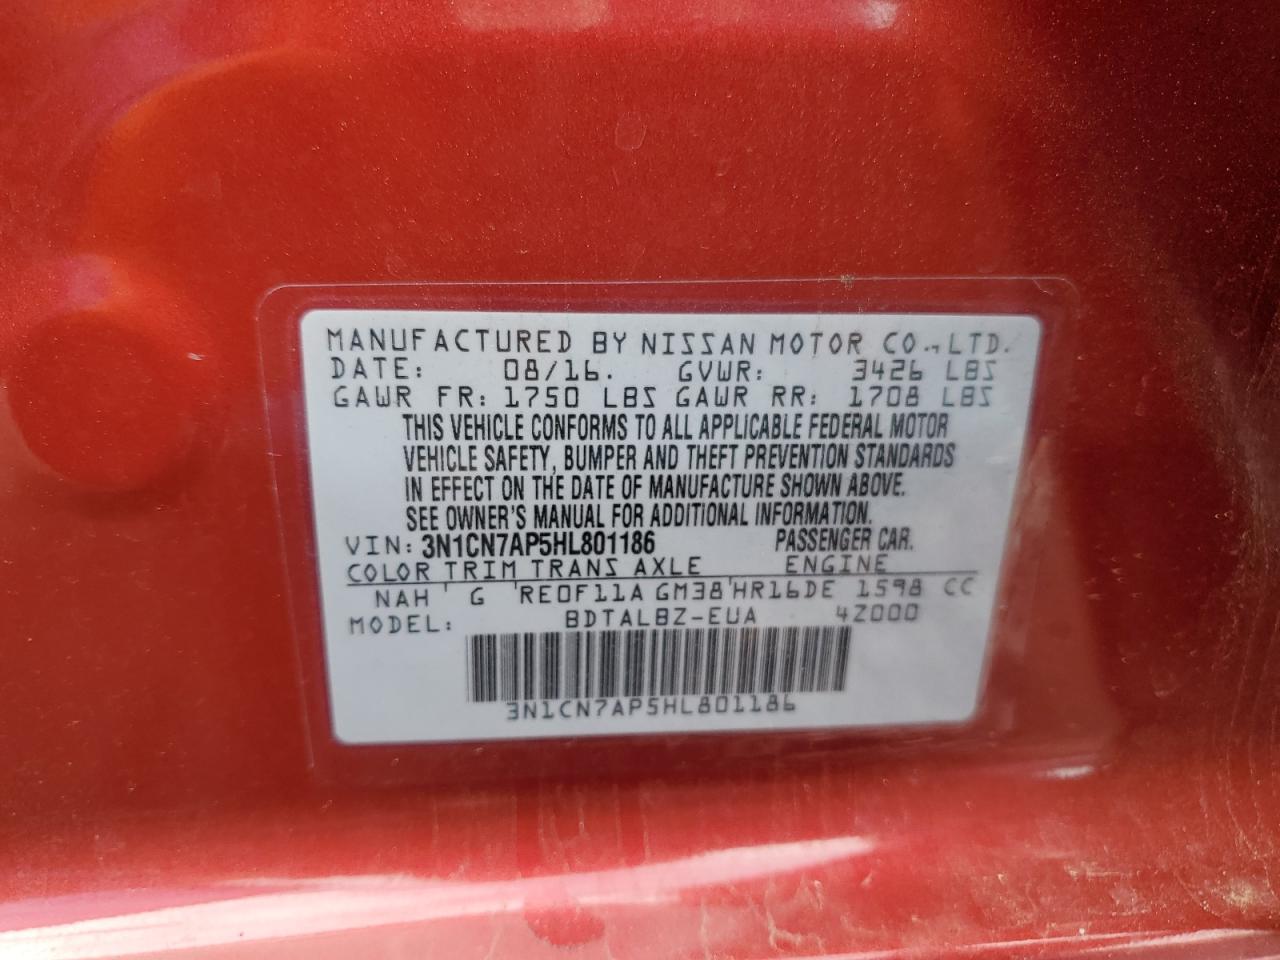 MANUFACTURED BY NISSAN MOTOR CO.,LTD.
DATE: 08/16. GVWR: 3426 LBS
GAWR FR: 1750 LBS GAWR RR: 1708 LBS
THIS VEHICLE CONFORMS TO ALL APPLICABLE FEDERAL MOTOR
VEHICLE SAFETY, BUMPER AND THEFT PREVENTION STANDARDS
IN EFFECT ON THE DATE OF MANUFACTURE SHOWN ABOVE.
SEE OWNER'S MANUAL FOR ADDITIONAL INFORMATION.
VIN: 3N1CN7AP5HL801186 PASSENGER CAR.
COLOR TRIM TRANS AXLE ENGINE
NAH G RE0F11A GM38 HR16DE 1598 CC
MODEL: BDTALBZ-EUA 4Z000
3N1CN7AP5HL801186